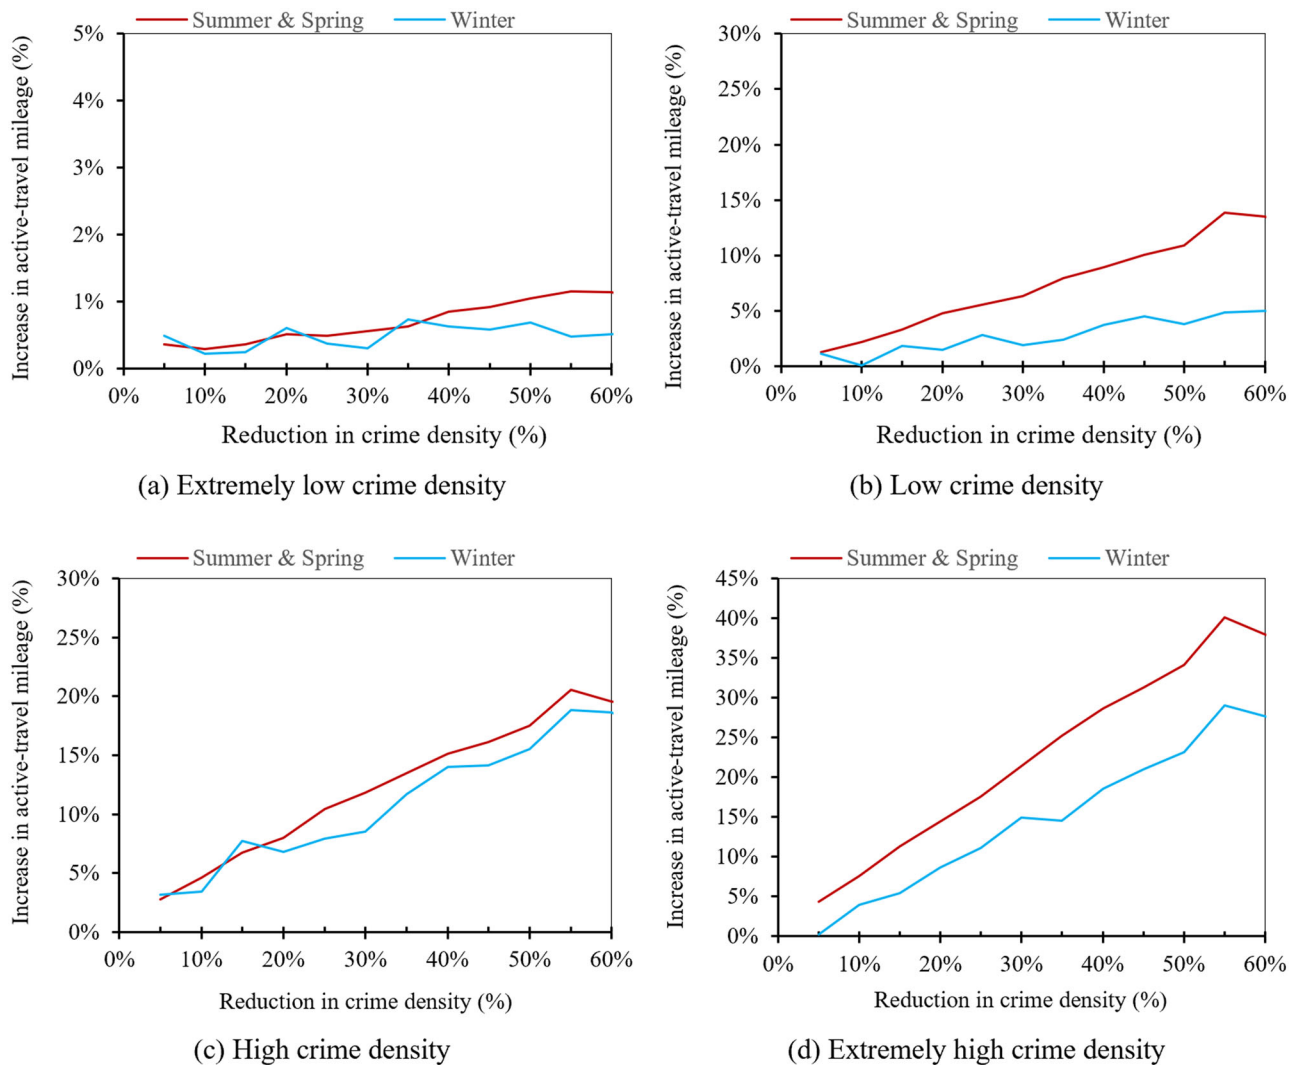 Summer & Spring Winter
Increase in active-travel mileage (%)
5%
4%
3%
2%
1%
0%
0% 10% 20% 30% 40% 50% 60%
Reduction in crime density (%)
(a) Extremely low crime density
Summer & Spring Winter
Increase in active-travel mileage (%)
30%
25%
20%
15%
10%
5%
0%
0% 10% 20% 30% 40% 50% 60%
Reduction in crime density (%)
(b) Low crime density
Summer & Spring Winter
Increase in active-travel mileage (%)
30%
25%
20%
15%
10%
5%
0%
0% 10% 20% 30% 40% 50% 60%
Reduction in crime density (%)
(c) High crime density
Summer & Spring Winter
Increase in active-travel mileage (%)
45%
40%
35%
30%
25%
20%
15%
10%
5%
0%
0% 10% 20% 30% 40% 50% 60%
Reduction in crime density (%)
(d) Extremely high crime density